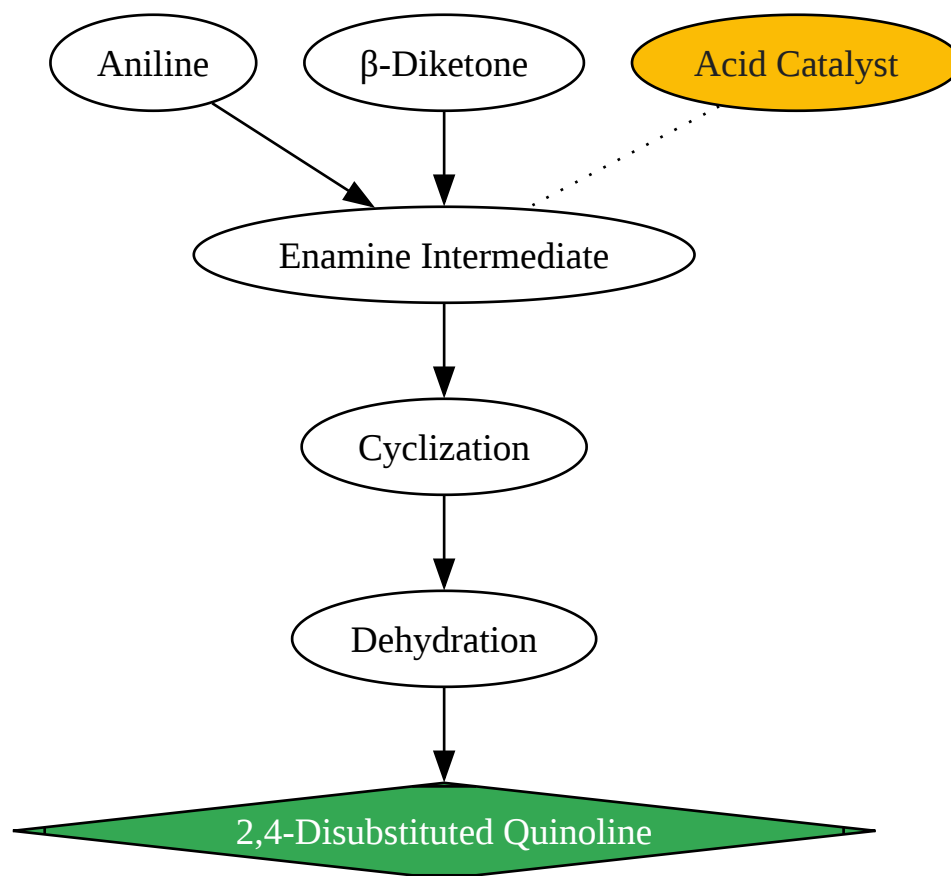 Aniline
β-Diketone
Acid Catalyst
Enamine Intermediate
Cyclization
Dehydration
2,4-Disubstituted Quinoline